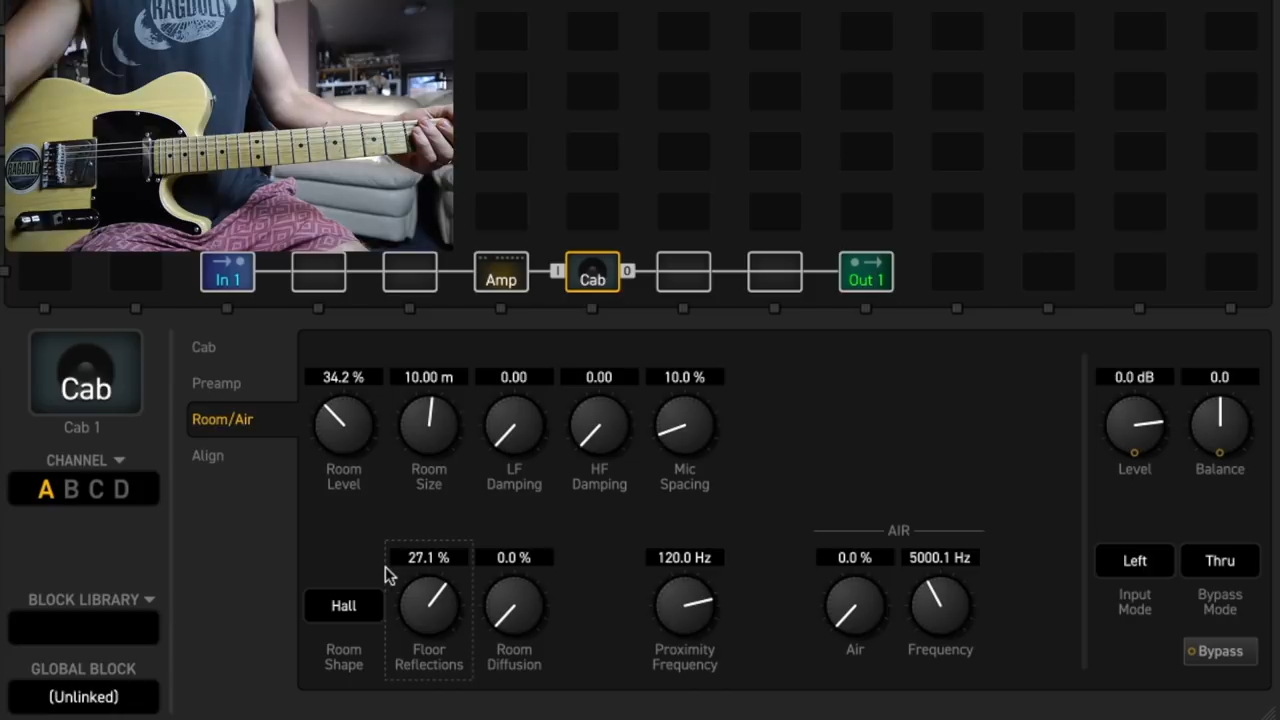 RAGDOLL
RAGDOLL
In 1
Amp
I
Cab
O
Out 1
Cab
Cab 1
CHANNEL
A B C D
BLOCK LIBRARY
GLOBAL BLOCK
(Unlinked)
Cab
Preamp
Room/Air
Align
34.2 %
10.00 m
0.00
0.00
10.0 %
Room
Level
Room
Size
LF
Damping
HF
Damping
Mic
Spacing
Hall
27.1 %
0.0 %
120.0 Hz
Room
Shape
Floor
Reflections
Room
Diffusion
Proximity
Frequency
AIR
0.0 %
5000.1 Hz
Air
Frequency
0.0 dB
0.0
Level
Balance
Left
Thru
Input
Mode
Bypass
Mode
Bypass